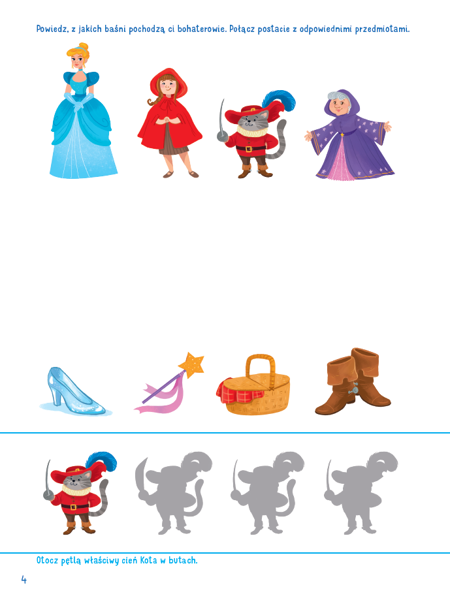 Powiedz, z jakich baśni pochodzą ci bohaterowie. Połącz postacie z odpowiednimi przedmiotami.
Otocz pętlą właściwy cień Kota w butach.
4